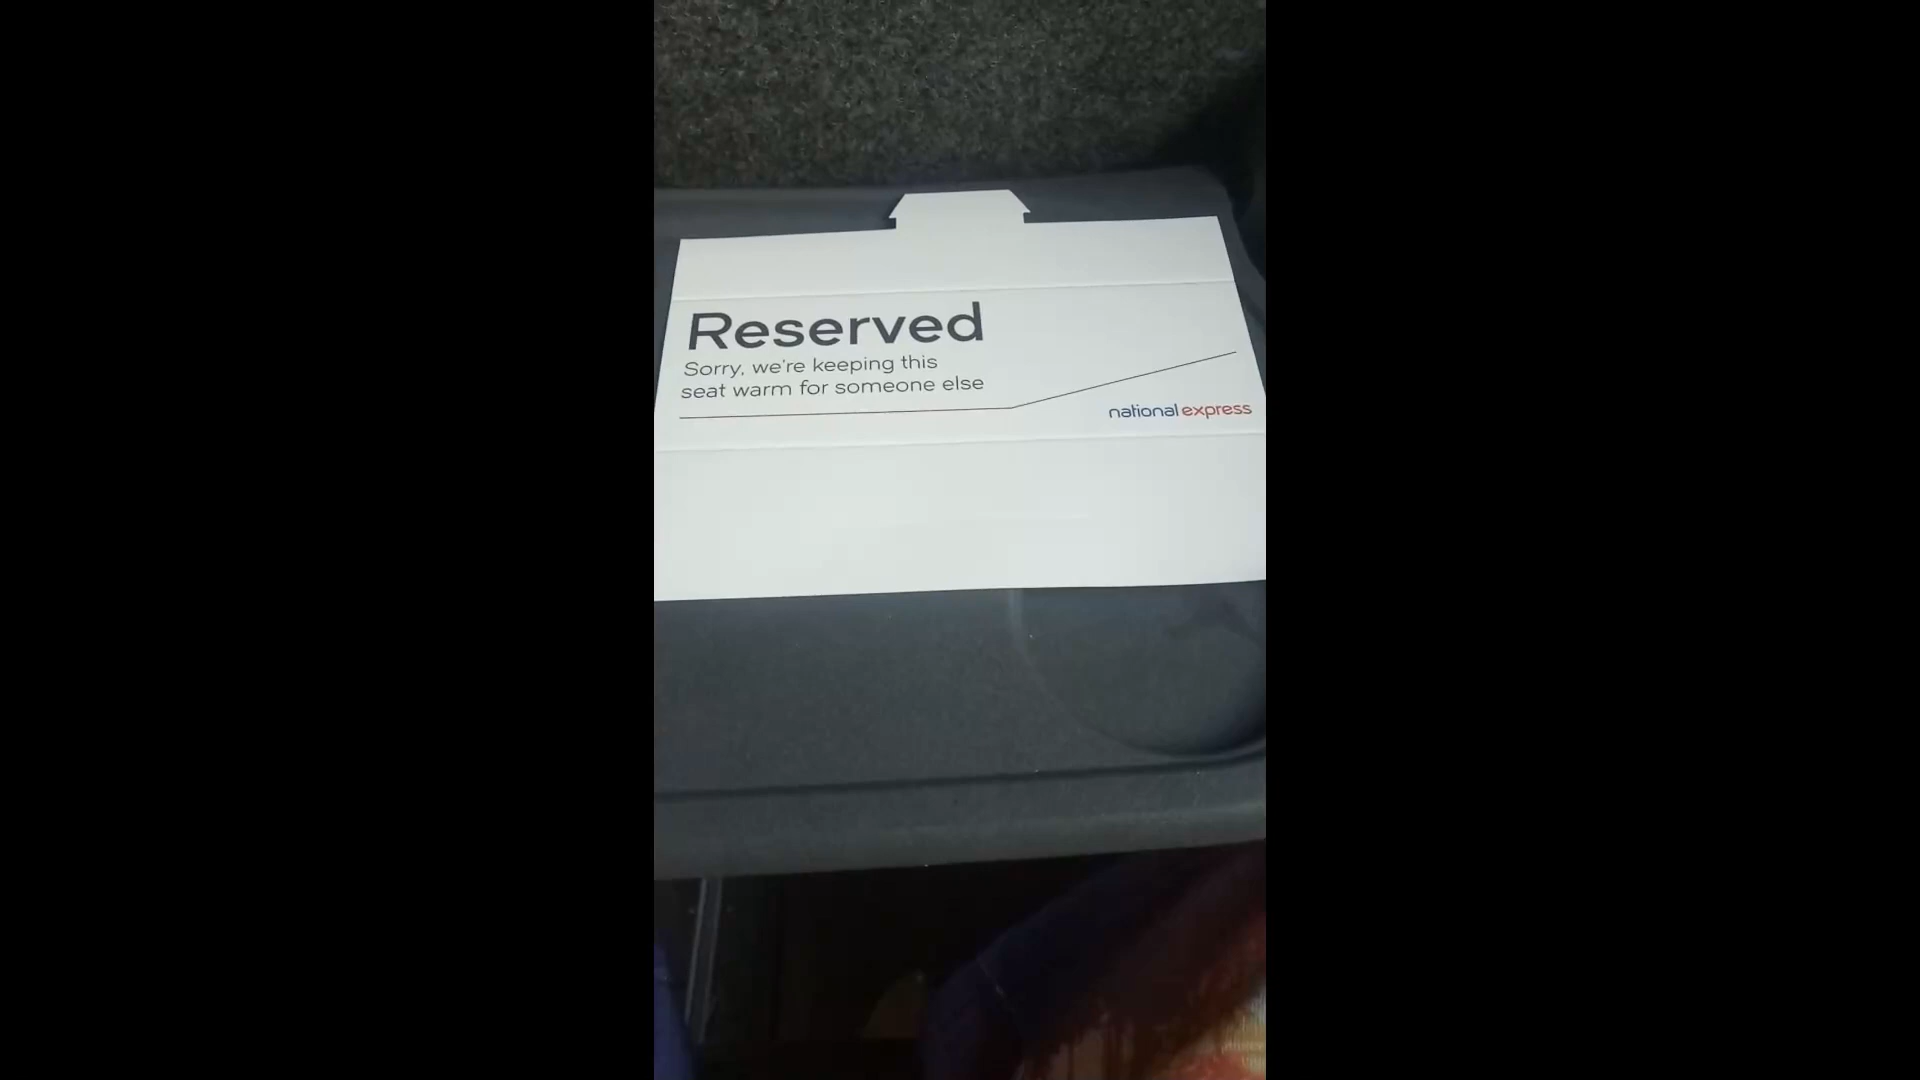 Reserved
Sorry, we're keeping this
seat warm for someone else
national express